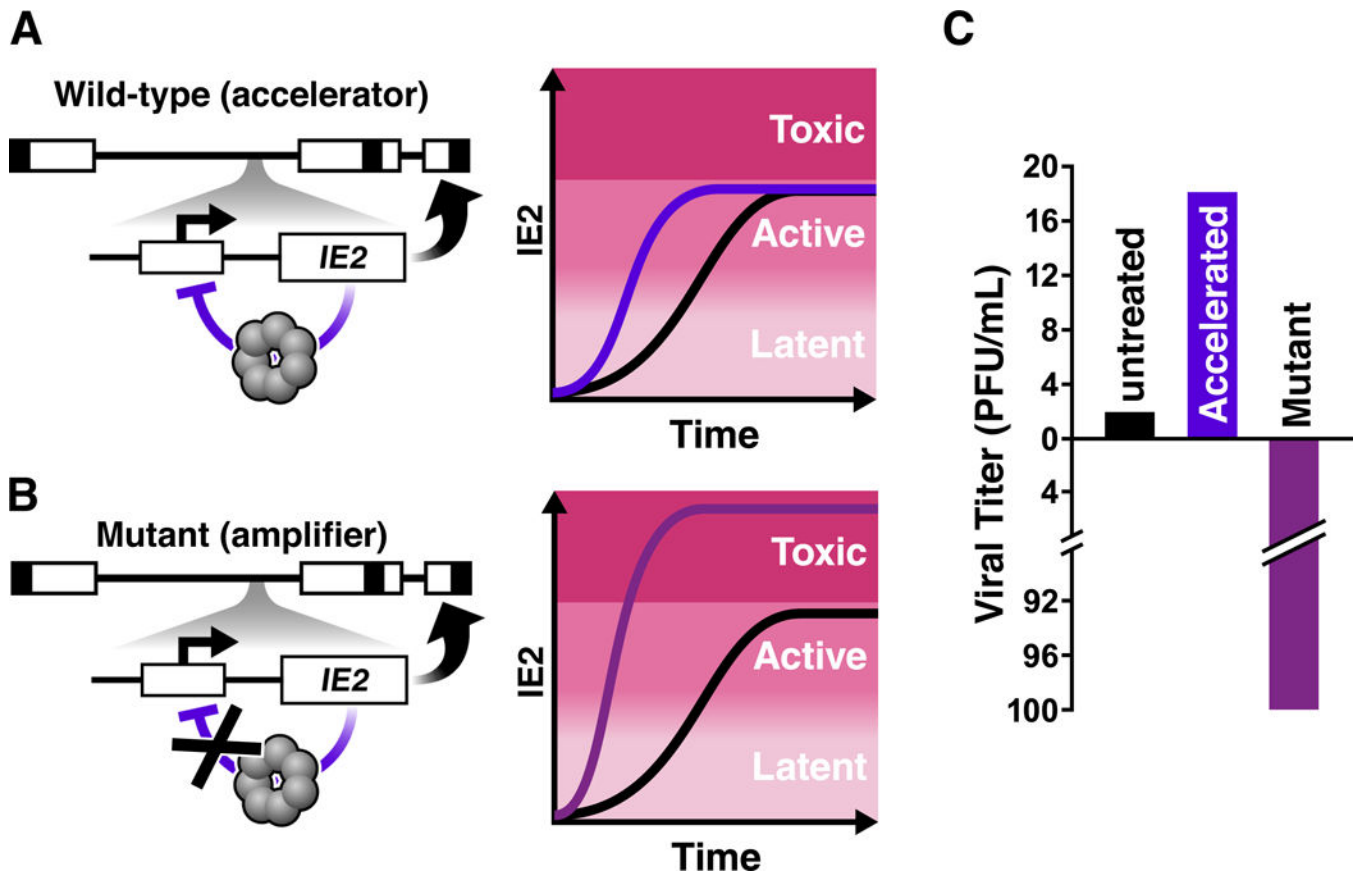 A
Wild-type (accelerator)
IE2
IE2
Toxic
Active
Latent
Time
B
Mutant (amplifier)
IE2
IE2
Toxic
Active
Latent
Time
C
Viral Titer (PFU/mL)
20
16
12
8
4
0
4
92
96
100
untreated
Accelerated
Mutant